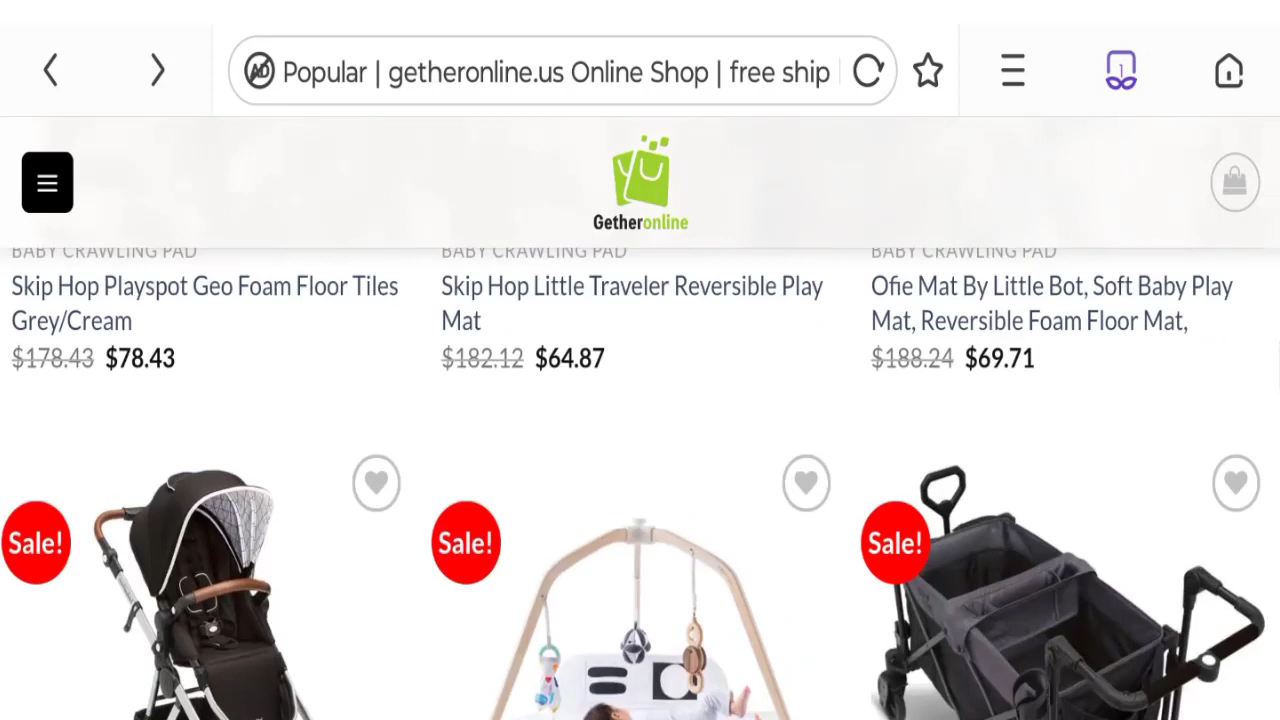 Popular | getheronline.us Online Shop | free ship
1
YU
Getheronline
BABY CRAWLING PAD
Skip Hop Playspot Geo Foam Floor Tiles
Grey/Cream
$178.43 $78.43
BABY CRAWLING PAD
Skip Hop Little Traveler Reversible Play
Mat
$182.12 $64.87
BABY CRAWLING PAD
Ofie Mat By Little Bot, Soft Baby Play
Mat, Reversible Foam Floor Mat,
$188.24 $69.71
Sale!
Sale!
Sale!